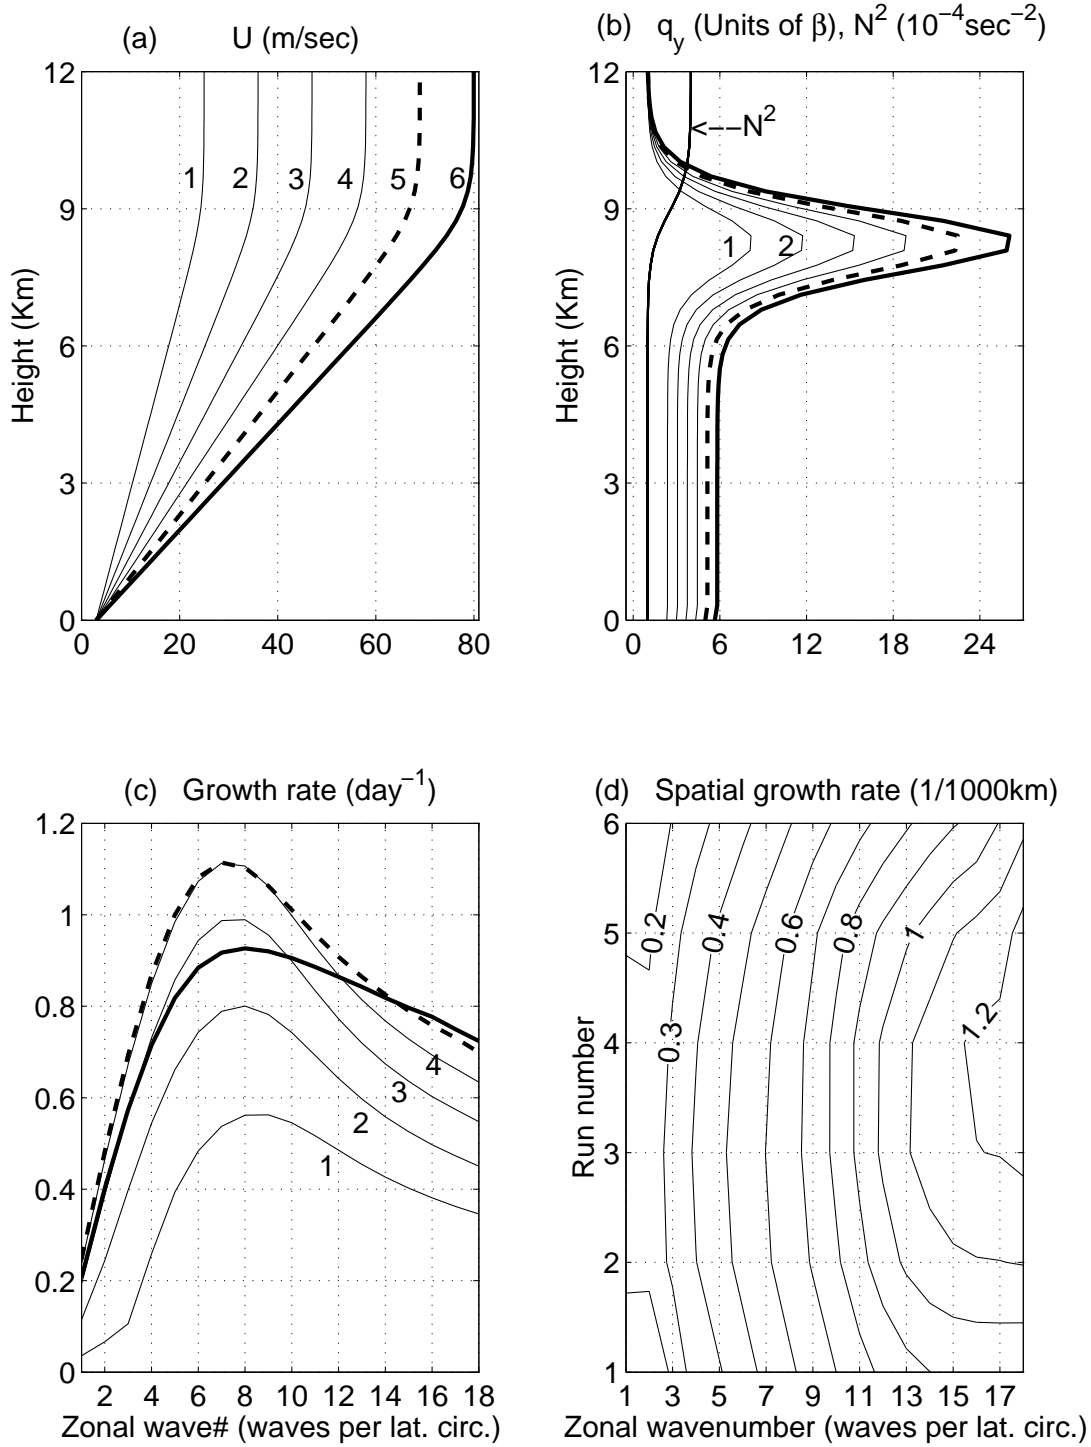 (a) U (m/sec)
12
9
6
3
0
Height (Km)
1 2 3 4 5 6
0 20 40 60 80
(b) q_y (Units of β), N² (10⁻⁴sec⁻²)
12
9
6
3
0
Height (Km)
<−−N²
1 2
0 6 12 18 24
(c) Growth rate (day⁻¹)
1.2
1
0.8
0.6
0.4
0.2
0
4
3
2
1
2 4 6 8 10 12 14 16 18
Zonal wave# (waves per lat. circ.)
(d) Spatial growth rate (1/1000km)
6
5
4
3
2
1
Run number
0.2 0.4 0.6 0.8 1
0.3 1.2
1 3 5 7 9 11 13 15 17
Zonal wavenumber (waves per lat. circ.)